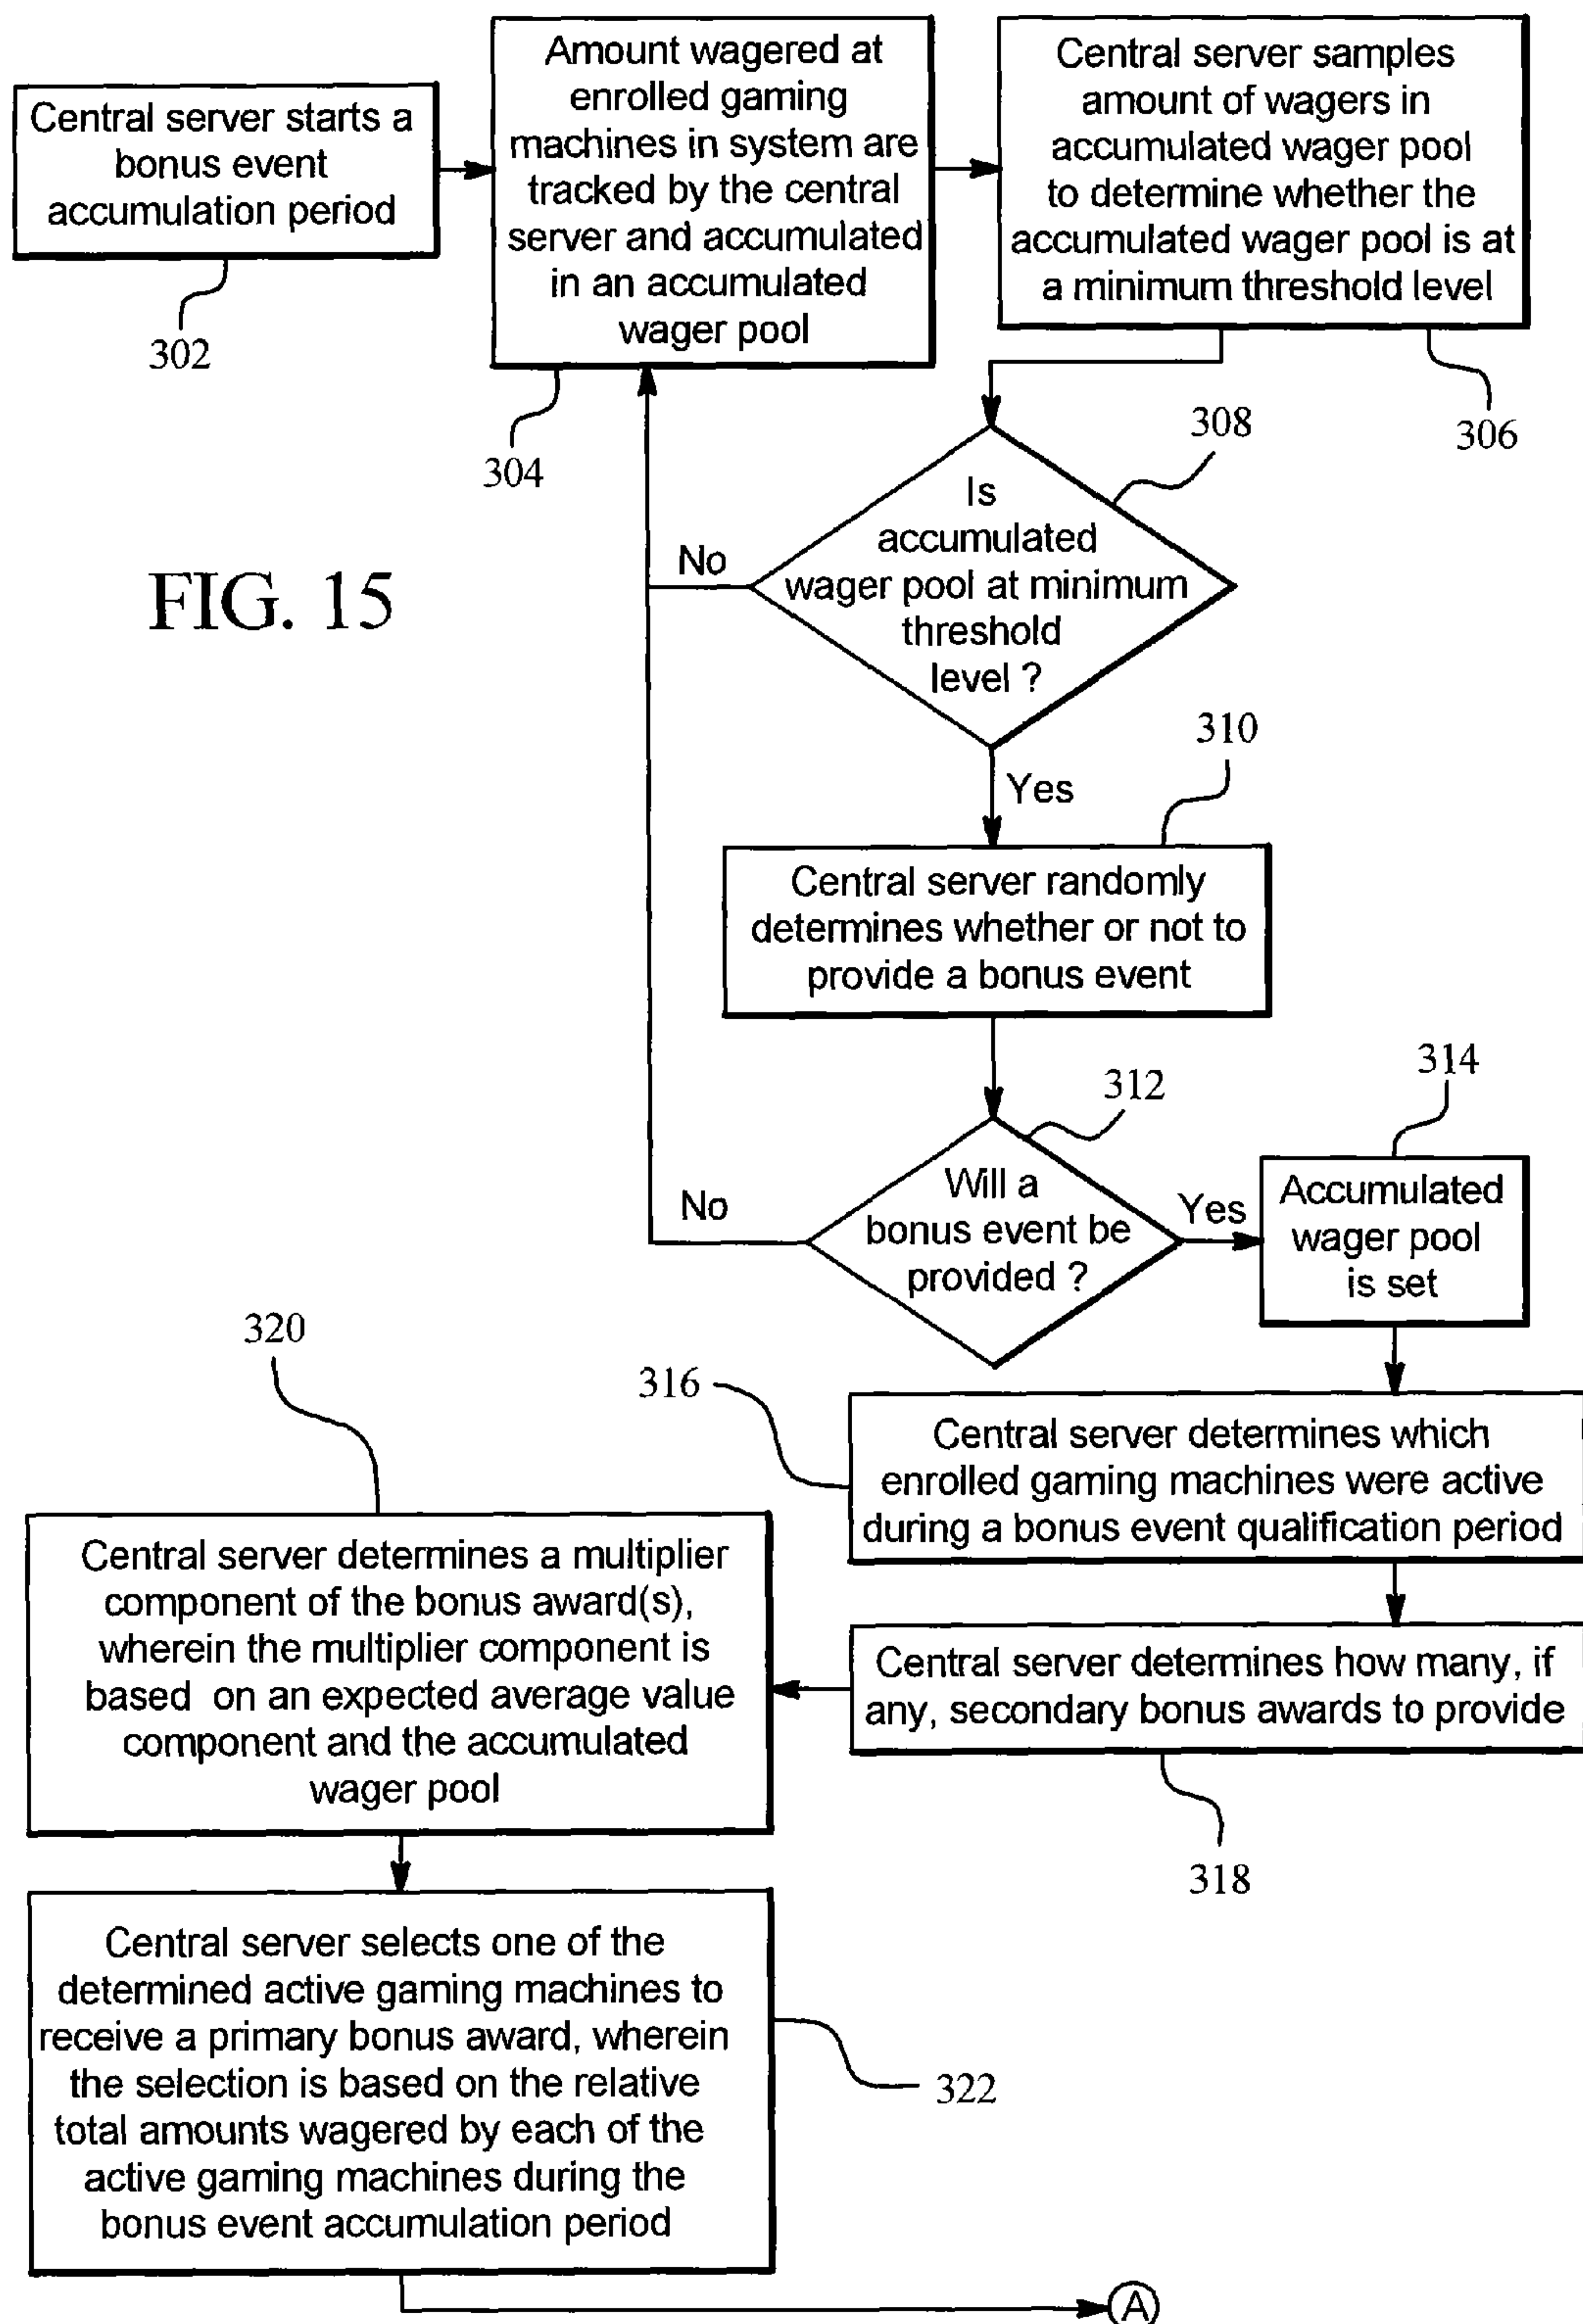 Central server starts a
bonus event
accumulation period
302
Amount wagered at
enrolled gaming
machines in system are
tracked by the central
server and accumulated
in an accumulated
wager pool
304
Central server samples
amount of wagers in
accumulated wager pool
to determine whether the
accumulated wager pool is at
a minimum threshold level
306
FIG. 15
308
Is
accumulated
wager pool at minimum
threshold
level ?
No
Yes
310
Central server randomly
determines whether or not to
provide a bonus event
312
Will a
bonus event be
provided ?
No
Yes
314
Accumulated
wager pool
is set
316
Central server determines which
enrolled gaming machines were active
during a bonus event qualification period
Central server determines how many, if
any, secondary bonus awards to provide
318
320
Central server determines a multiplier
component of the bonus award(s),
wherein the multiplier component is
based on an expected average value
component and the accumulated
wager pool
Central server selects one of the
determined active gaming machines to
receive a primary bonus award, wherein
the selection is based on the relative
total amounts wagered by each of the
active gaming machines during the
bonus event accumulation period
322
A